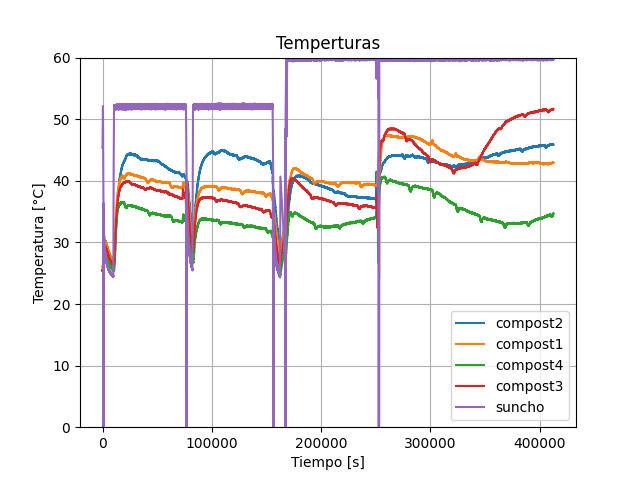 Temperturas
Temperatura [°C]
60
50
40
30
20
10
0
compost2
compost1
compost4
compost3
suncho
0
100000
200000
300000
400000
Tiempo [s]